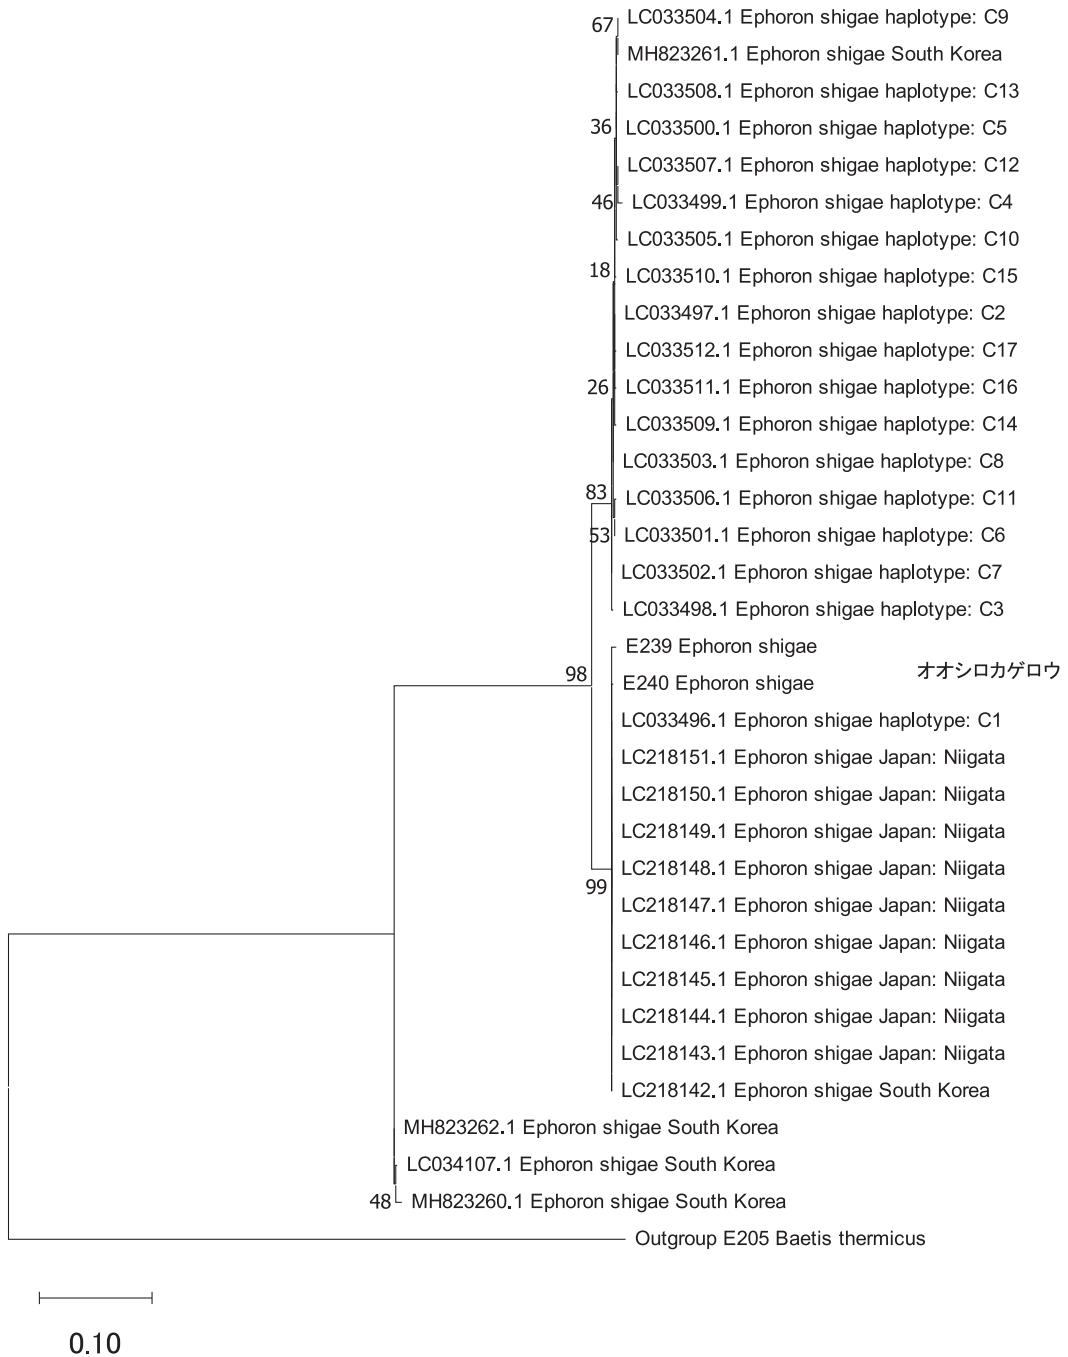 67
LC033504.1 Ephoron shigae haplotype: C9
MH823261.1 Ephoron shigae South Korea
LC033508.1 Ephoron shigae haplotype: C13
36
LC033500.1 Ephoron shigae haplotype: C5
LC033507.1 Ephoron shigae haplotype: C12
46
LC033499.1 Ephoron shigae haplotype: C4
LC033505.1 Ephoron shigae haplotype: C10
18
LC033510.1 Ephoron shigae haplotype: C15
LC033497.1 Ephoron shigae haplotype: C2
LC033512.1 Ephoron shigae haplotype: C17
26
LC033511.1 Ephoron shigae haplotype: C16
LC033509.1 Ephoron shigae haplotype: C14
LC033503.1 Ephoron shigae haplotype: C8
83
LC033506.1 Ephoron shigae haplotype: C11
53
LC033501.1 Ephoron shigae haplotype: C6
LC033502.1 Ephoron shigae haplotype: C7
LC033498.1 Ephoron shigae haplotype: C3
E239 Ephoron shigae
オオシロカゲロウ
98
E240 Ephoron shigae
LC033496.1 Ephoron shigae haplotype: C1
LC218151.1 Ephoron shigae Japan: Niigata
LC218150.1 Ephoron shigae Japan: Niigata
LC218149.1 Ephoron shigae Japan: Niigata
LC218148.1 Ephoron shigae Japan: Niigata
99
LC218147.1 Ephoron shigae Japan: Niigata
LC218146.1 Ephoron shigae Japan: Niigata
LC218145.1 Ephoron shigae Japan: Niigata
LC218144.1 Ephoron shigae Japan: Niigata
LC218143.1 Ephoron shigae Japan: Niigata
LC218142.1 Ephoron shigae South Korea
MH823262.1 Ephoron shigae South Korea
LC034107.1 Ephoron shigae South Korea
48
MH823260.1 Ephoron shigae South Korea
Outgroup E205 Baetis thermicus
0.10